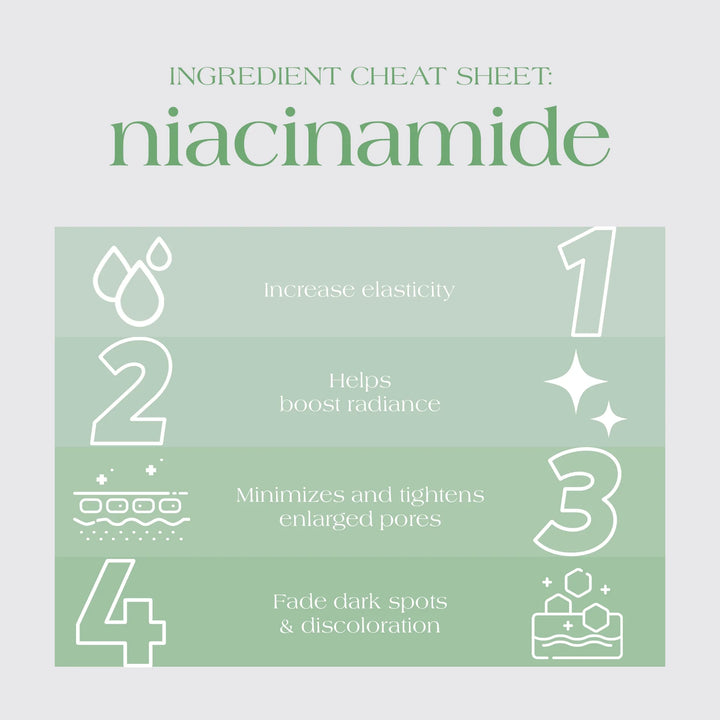 INGREDIENT CHEAT SHEET:
niacinamide
Increase elasticity
1
2
Helps
boost radiance
Minimizes and tightens
enlarged pores
3
4
Fade dark spots
& discoloration